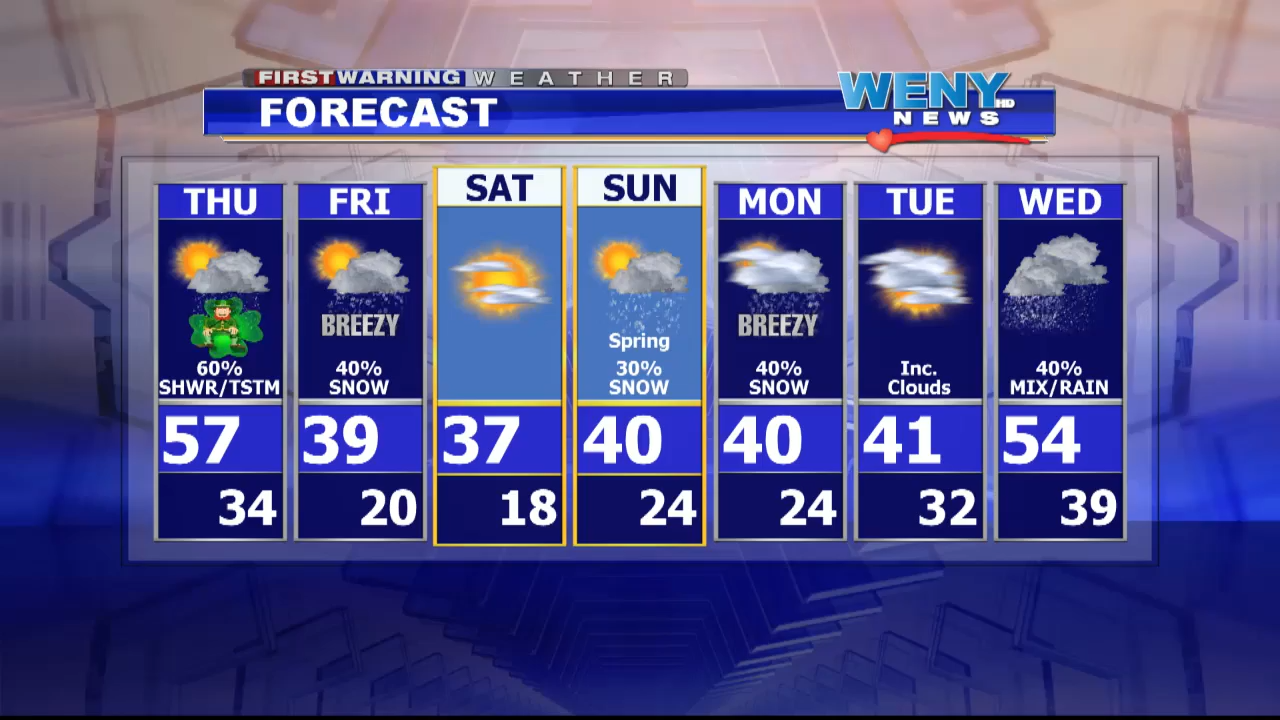 FIRSTWARNING WEATHER
FORECAST
WENY HD
NEWS
THU
60%
SHWR/TSTM
57
34
FRI
BREEZY
40%
SNOW
39
20
SAT
37
18
SUN
Spring
30%
SNOW
40
24
MON
BREEZY
40%
SNOW
40
24
TUE
Inc.
Clouds
41
32
WED
40%
MIX/RAIN
54
39